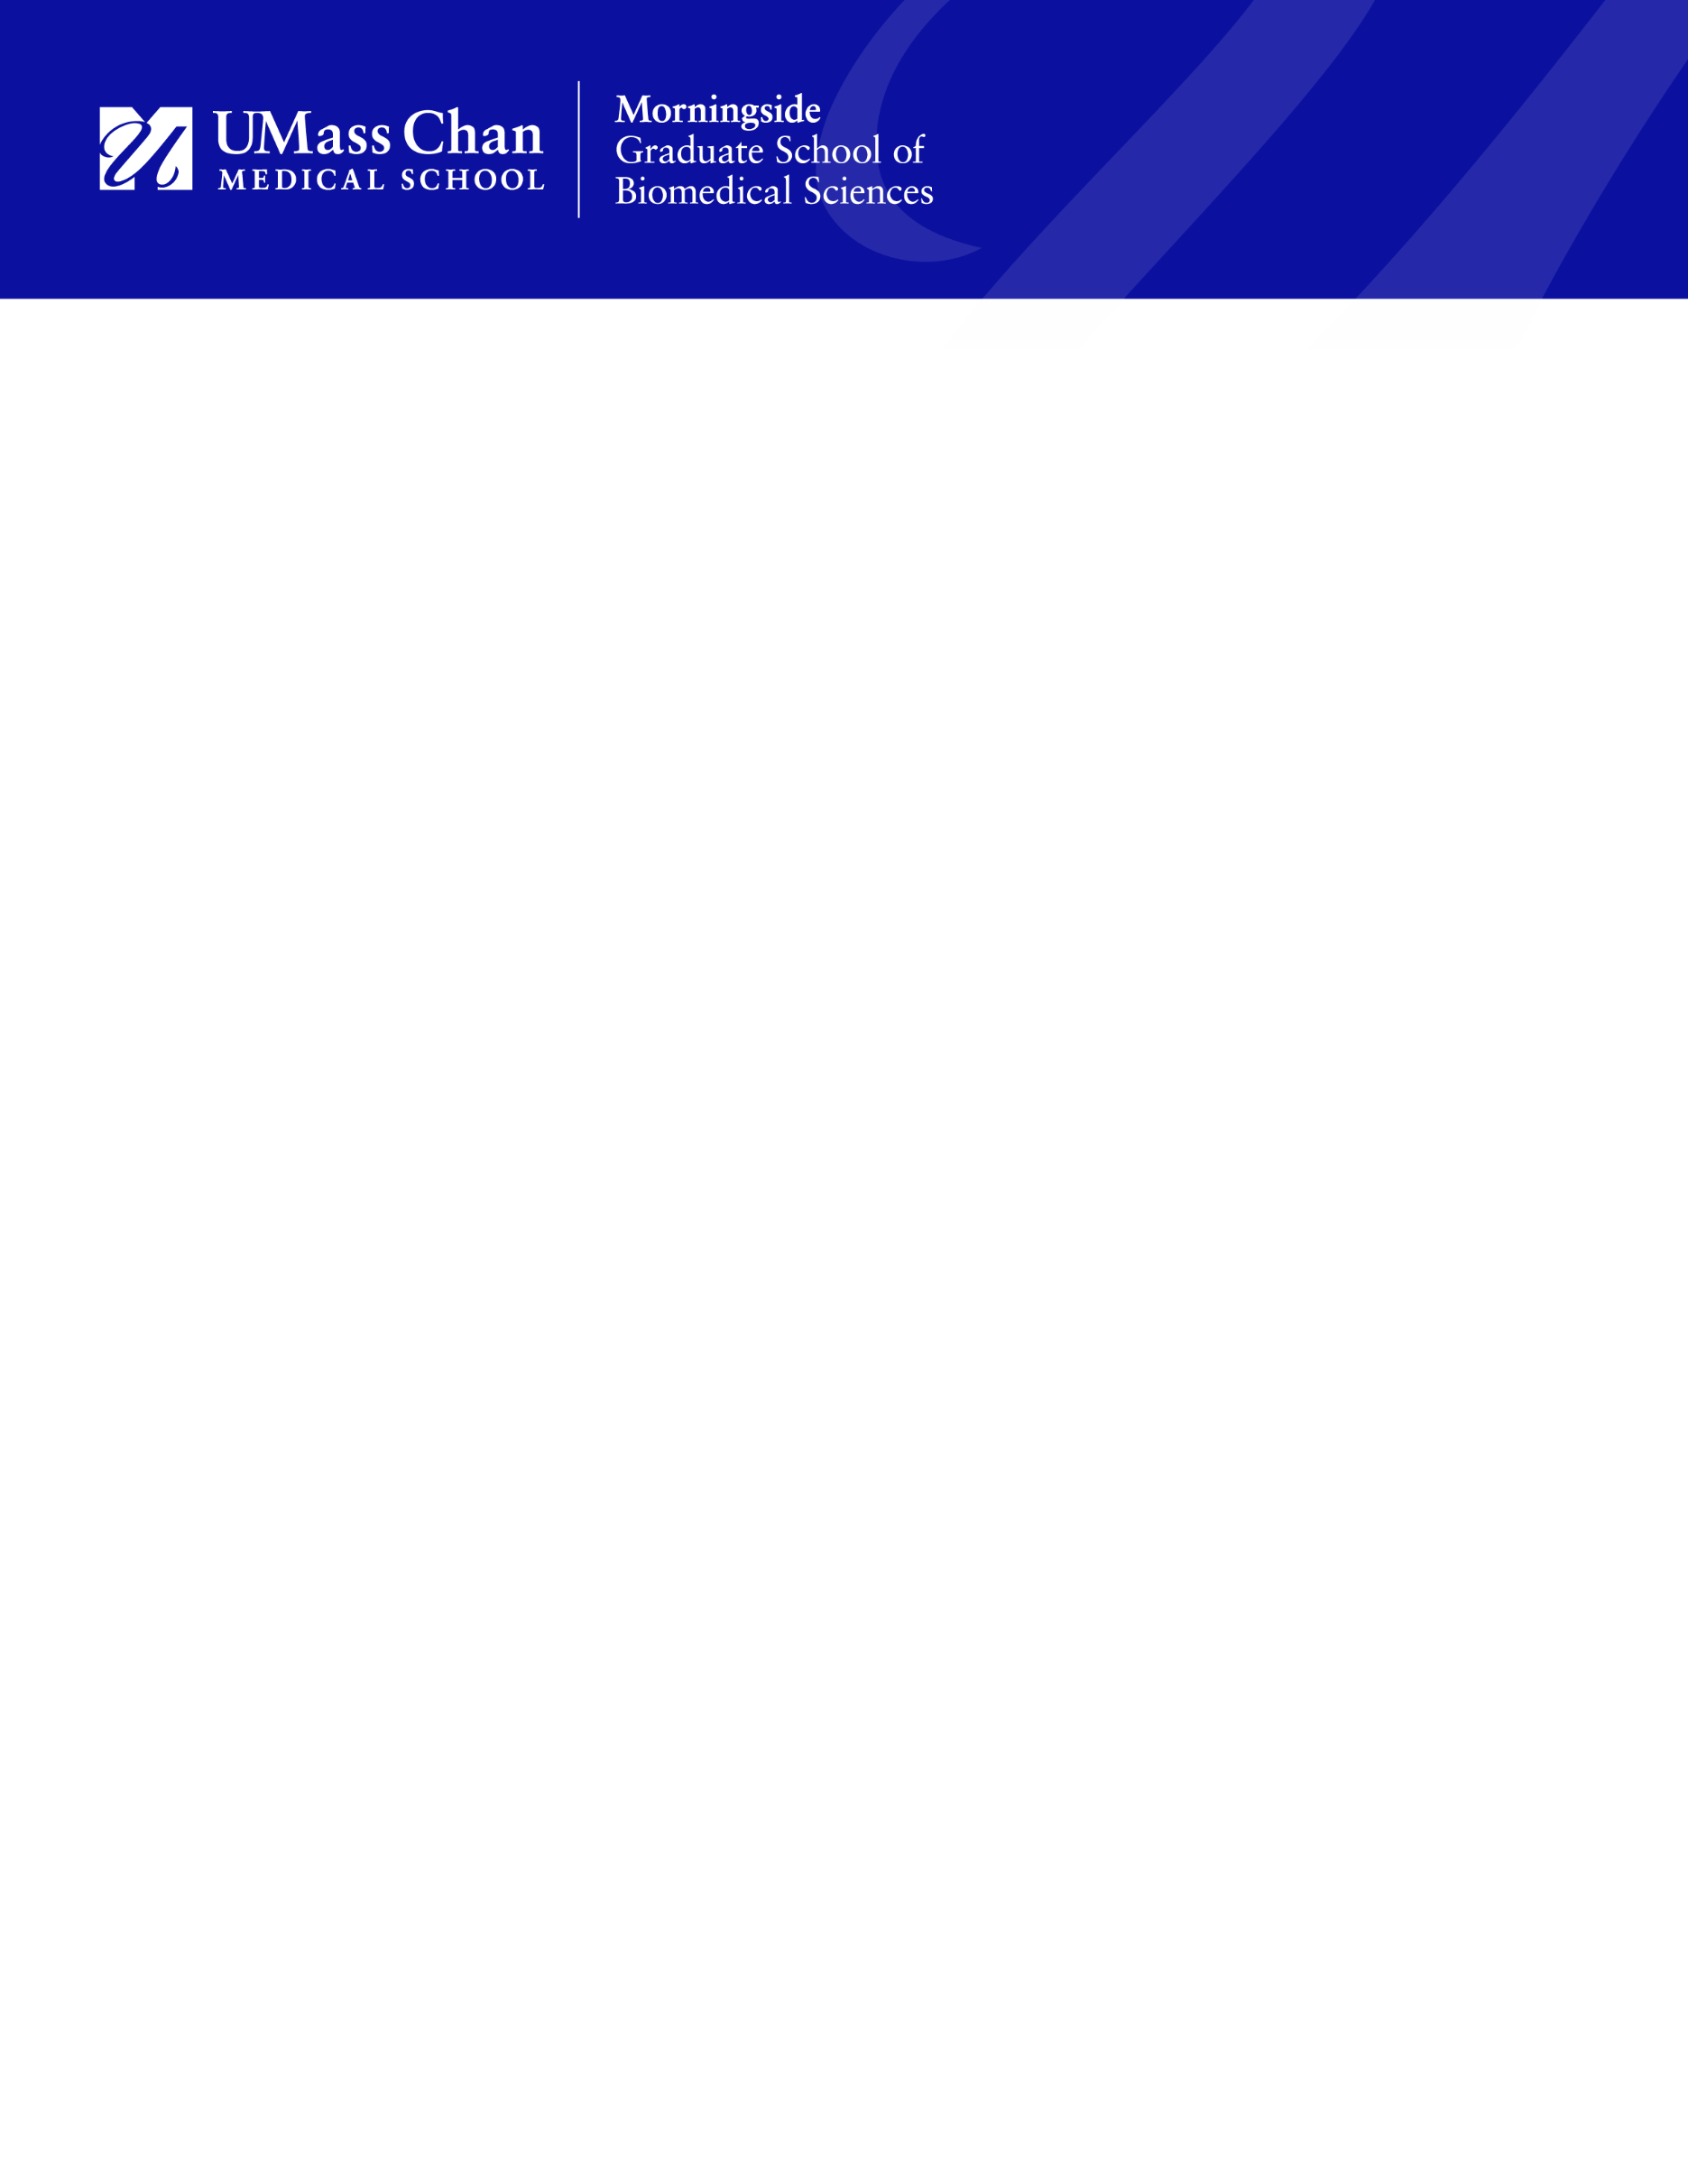 UMass Chan
MEDICAL SCHOOL
Morningside
Graduate School of
Biomedical Sciences